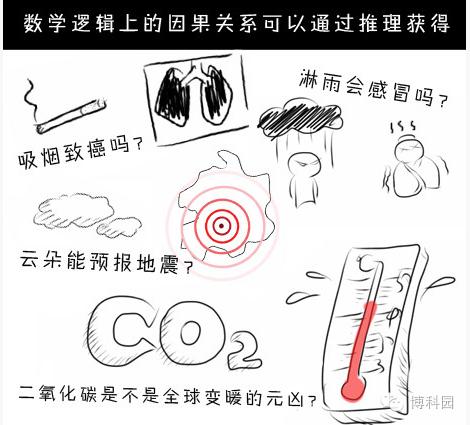 数学逻辑上的因果关系可以通过推理获得
淋雨会感冒吗?
吸烟致癌吗?
云朵能预报地震?
CO2
二氧化碳是不是全球变暖的元凶?
博科园